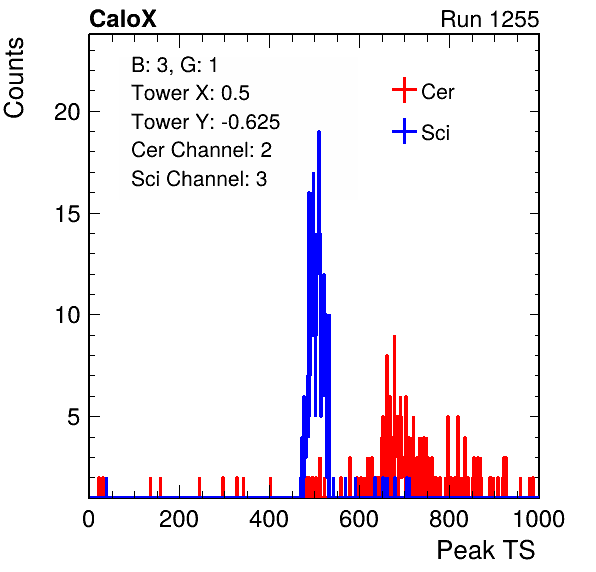 CaloX Run 1255
Counts
B: 3, G: 1
Tower X: 0.5
Tower Y: -0.625
Cer Channel: 2
Sci Channel: 3
Cer
Sci
20
15
10
5
0 200 400 600 800 1000
Peak TS